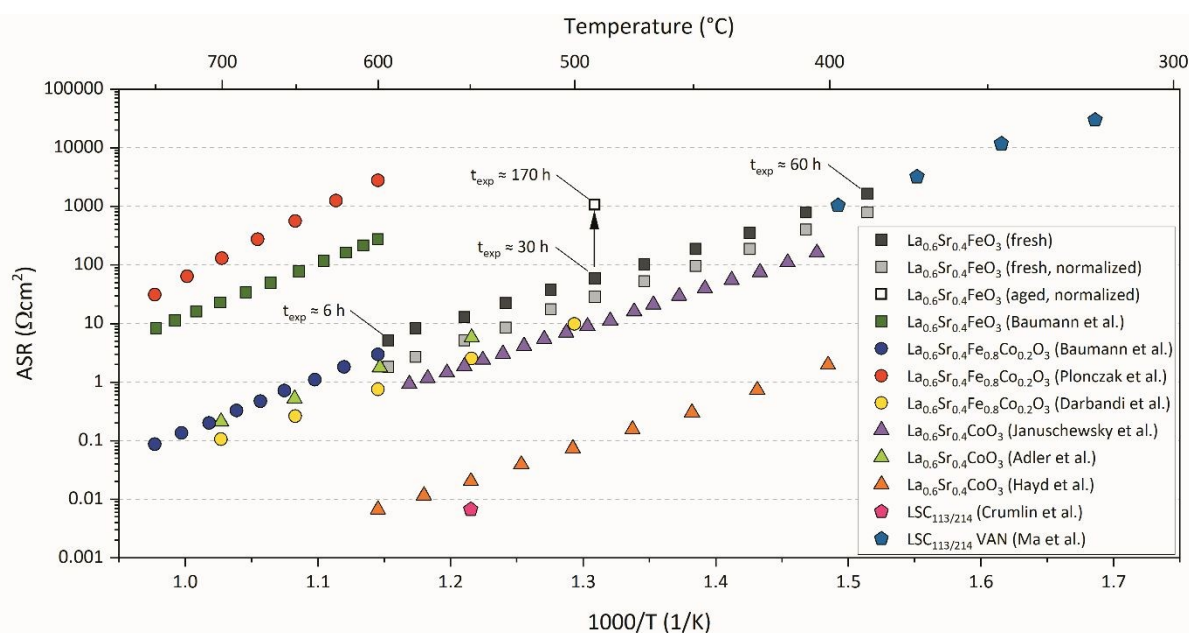 Temperature (°C)
700 600 500 400 300
100000
10000
1000
100
10
1
0.1
0.01
0.001
ASR (Ωcm²)
t_exp ≈ 170 h
t_exp ≈ 60 h
t_exp ≈ 30 h
t_exp ≈ 6 h
La₀.₆Sr₀.₄FeO₃ (fresh)
La₀.₆Sr₀.₄FeO₃ (fresh, normalized)
La₀.₆Sr₀.₄FeO₃ (aged, normalized)
La₀.₆Sr₀.₄FeO₃ (Baumann et al.)
La₀.₆Sr₀.₄Fe₀.₈Co₀.₂O₃ (Baumann et al.)
La₀.₆Sr₀.₄Fe₀.₈Co₀.₂O₃ (Plonczak et al.)
La₀.₆Sr₀.₄Fe₀.₈Co₀.₂O₃ (Darbandi et al.)
La₀.₆Sr₀.₄CoO₃ (Januschewsky et al.)
La₀.₆Sr₀.₄CoO₃ (Adler et al.)
La₀.₆Sr₀.₄CoO₃ (Hayd et al.)
LSC₁₁₃/₂₁₄ (Crumlin et al.)
LSC₁₁₃/₂₁₄ VAN (Ma et al.)
1.0 1.1 1.2 1.3 1.4 1.5 1.6 1.7
1000/T (1/K)